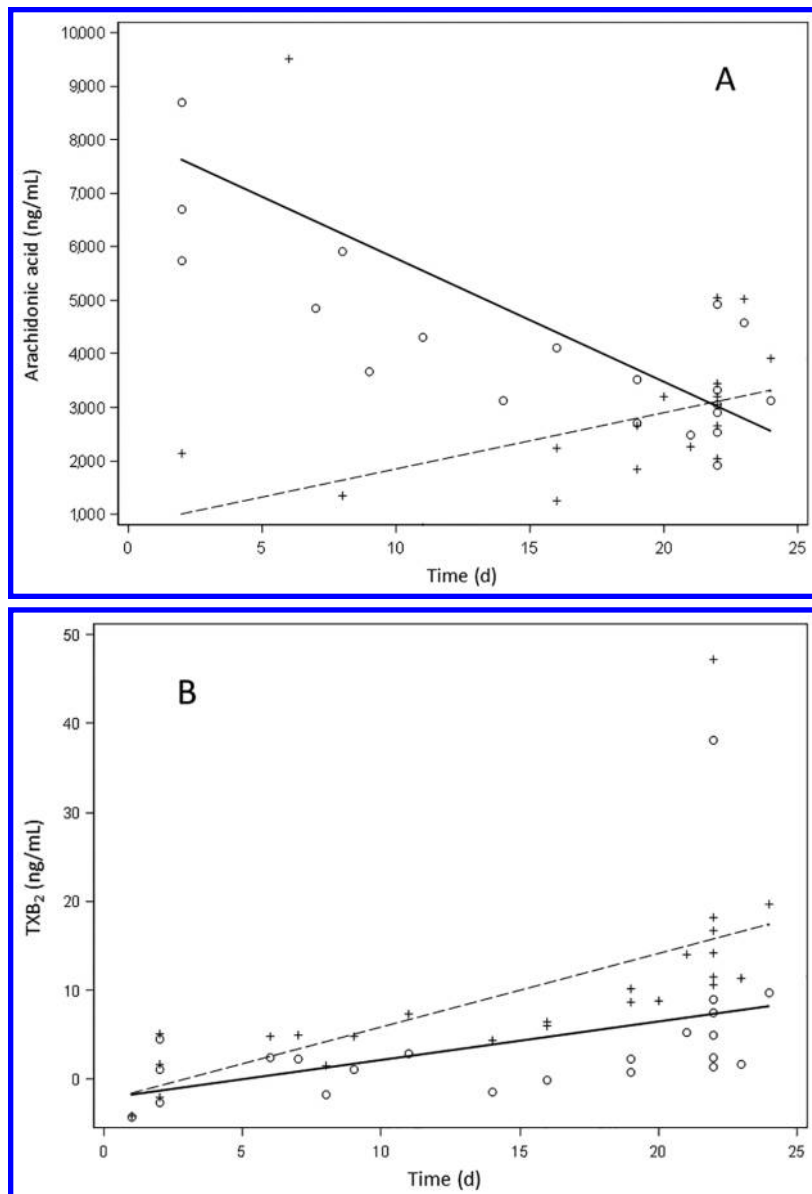 A
Arachidonic acid (ng/mL)
10,000
9,000
8,000
7,000
6,000
5,000
4,000
3,000
2,000
1,000
0 5 10 15 20 25
Time (d)
B
TXB₂ (ng/mL)
50
40
30
20
10
0
0 5 10 15 20 25
Time (d)